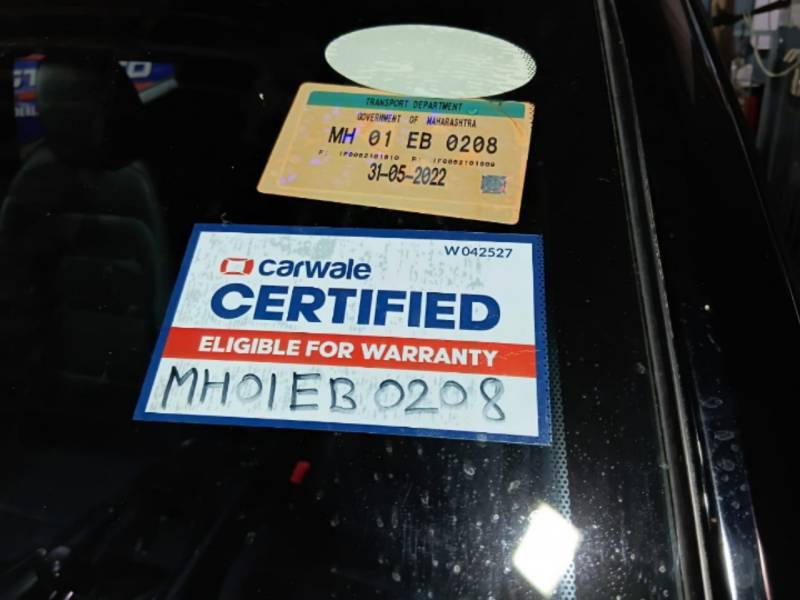 TRANSPORT DEPARTMENT
GOVERNMENT OF MAHARASHTRA
MH 01 EB 0208
31-05-2022
W042527
carwale
CERTIFIED
ELIGIBLE FOR WARRANTY
MH01EB 0208